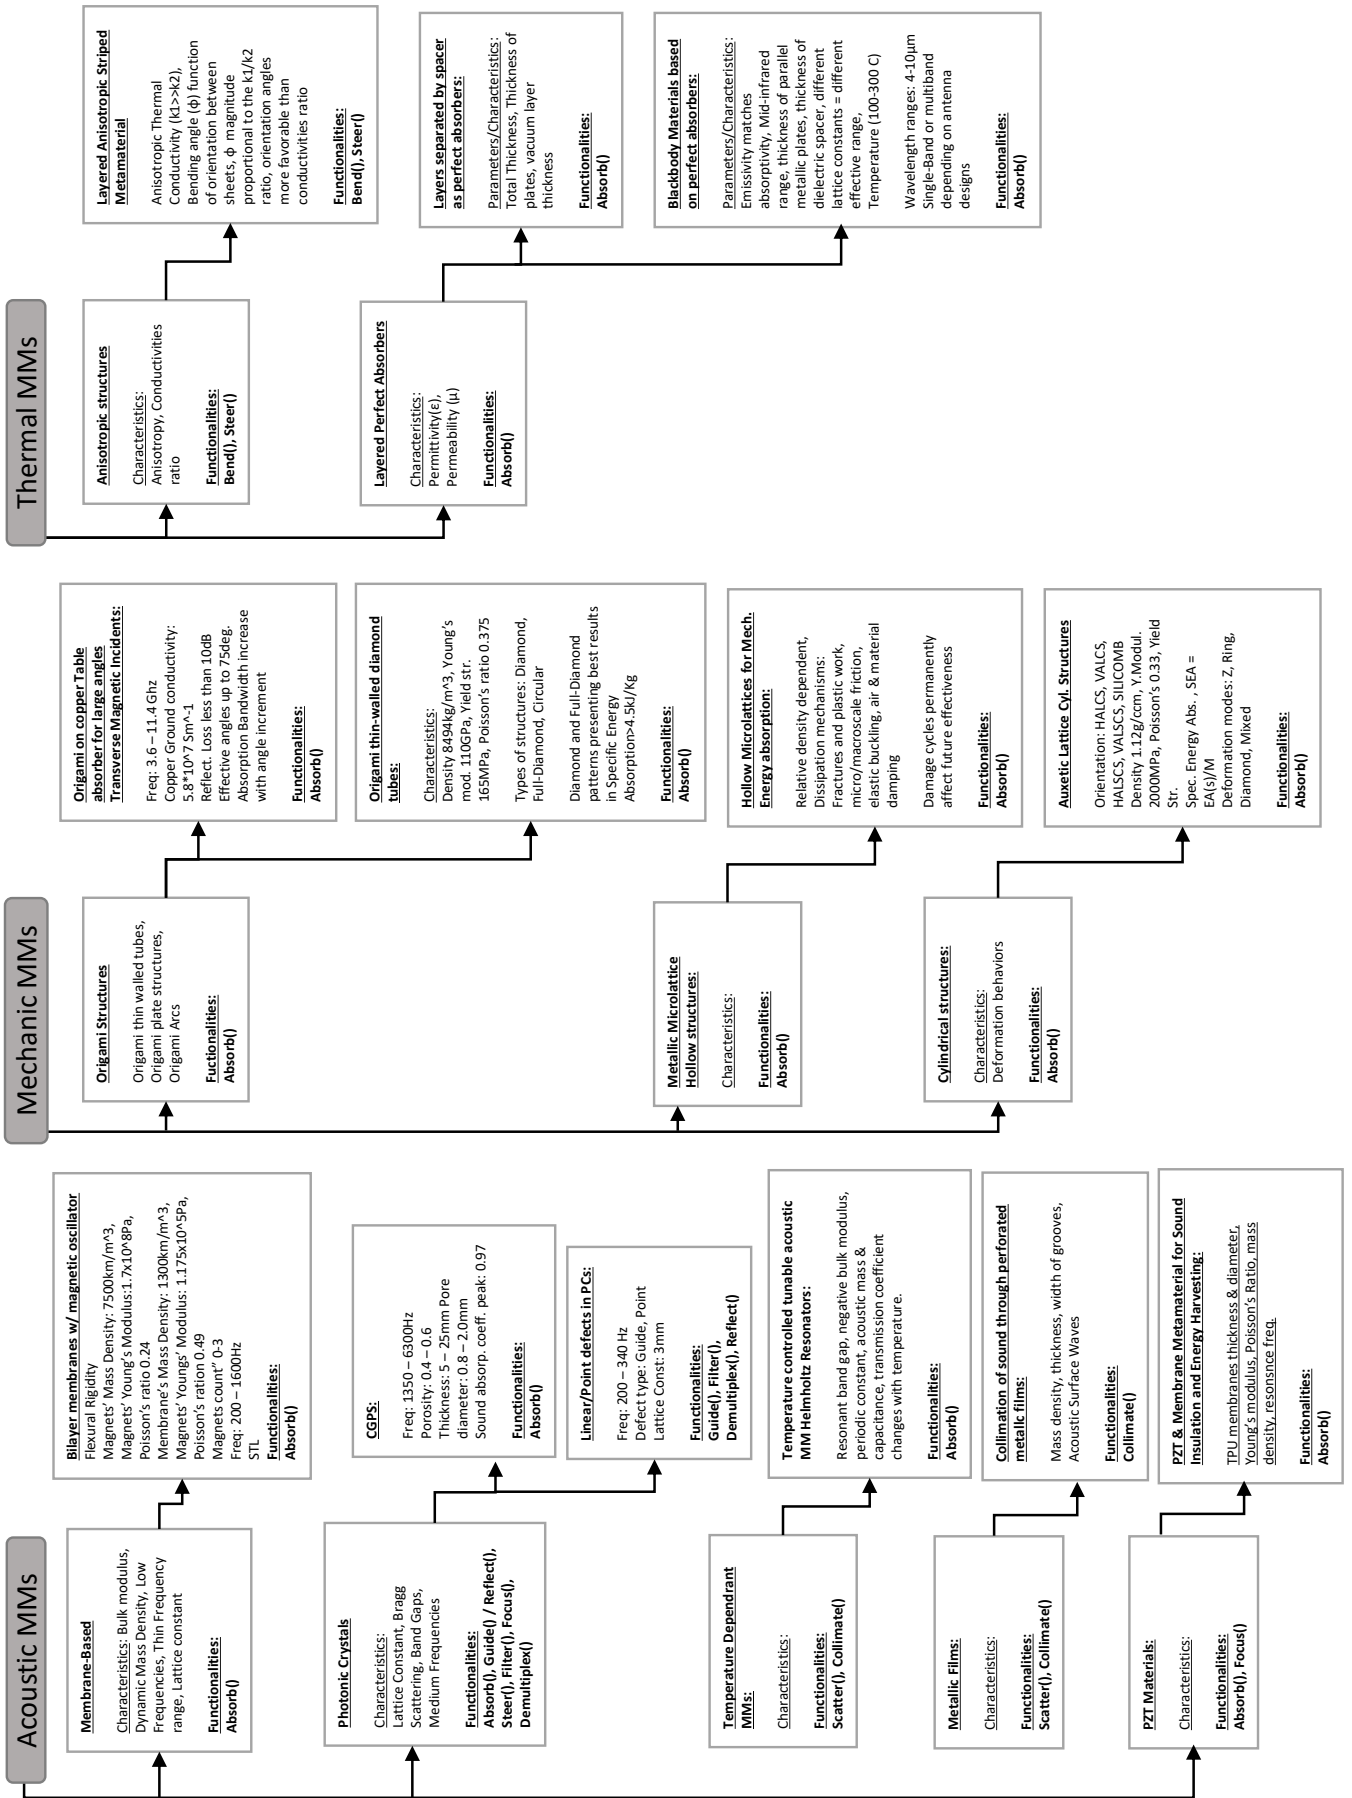 Acoustic MMs
Membrane-Based
Characteristics: Bulk modulus,
Dynamic Mass Density, Low
Frequencies, Thin Frequency
range, Lattice constant
Functionalities:
Absorb()
Bilayer membranes w/ magnetic oscillator
Flexural Rigidity
Magnets' Mass Density: 7500km/m^3,
Magnets' Young's Modulus:1.7x10^8Pa,
Poisson's ratio 0.24
Membrane's Mass Density: 1300km/m^3,
Magnets' Youngs' Modulus: 1.175x10^5Pa,
Poisson's ration 0.49
Magnets count" 0-3
Freq: 200 – 1600Hz
STL
Functionalities:
Absorb()
Photonic Crystals
Characteristics:
Lattice Constant, Bragg
Scattering, Band Gaps,
Medium Frequencies
Functionalities:
Absorb(), Guide() / Reflect(),
Steer(), Filter(), Focus(),
Demultiplex()
CGPS:
Freq: 1350 – 6300Hz
Porosity: 0.4 – 0.6
Thickness: 5 – 25mm Pore
diameter: 0.8 – 2.0mm
Sound absorp. coeff. peak: 0.97
Functionalities:
Absorb()
Linear/Point defects in PCs:
Freq: 200 – 340 Hz
Defect type: Guide, Point
Lattice Const: 3mm
Functionalities:
Guide(), Filter(),
Demultiplex(), Reflect()
Temperature Dependrant
MMs:
Characteristics:
Functionalities:
Scatter(), Collimate()
Temperature controlled tunable acoustic
MM Helmholtz Resonators:
Resonant band gap, negative bulk modulus,
periodic constant, acoustic mass &
capacitance, transmission coefficient
changes with temperature.
Functionalities:
Absorb()
Metallic Films:
Characteristics:
Functionalities:
Scatter(), Collimate()
Collimation of sound through perforated
metallc films:
Mass density, thickness, width of grooves,
Acoustic Surface Waves
Functionalities:
Collimate()
PZT Materials:
Characteristics:
Functionalities:
Absorb(), Focus()
PZT & Membrane Metamaterial for Sound
Insulation and Energy Harvesting:
TPU membranes thickness & diameter,
Young's modulus, Poisson's Ratio, mass
density, resonsnce freq.
Functionalities:
Absorb()
Mechanic MMs
Origami Structures
Origami thin walled tubes,
Origami plate structures,
Origami Arcs
Fuctionalities:
Absorb()
Origami on copper Table
absorber for large angles
Transverse Magnetic Incidents:
Freq: 3.6 – 11.4 Ghz
Copper Ground conductivity:
5.8*10^7 Sm^-1
Reflect. Loss less than 10dB
Effective angles up to 75deg.
Absorption Bandwidth increase
with angle increment
Functionalities:
Absorb()
Origami thin-walled diamond
tubes:
Characteristics:
Density 8494kg/m^3, Young's
mod. 110GPa, Yield str.
165MPa, Poisson's ratio 0.375
Types of structures: Diamond,
Full-Diamond, Circular
Diamond and Full-Diamond
patterns presenting best results
in Specific Energy
Absorption>4.5kJ/Kg
Functionalities:
Absorb()
Metallic Microlattice
Hollow structures:
Characteristics:
Functionalities:
Absorb()
Hollow Microlattices for Mech.
Energy absorption:
Relative density dependent,
Dissipation mechanisms:
Fractures and plastic work,
micro/macroscale friction,
elastic buckling, air & material
damping
Damage cycles permanently
affect future effectiveness
Functionalities:
Absorb()
Cylindrical structures:
Characteristics:
Deformation behaviors
Functionalities:
Absorb()
Auxetic Lattice Cyl. Structures
Orientation: HALCS, VALCS,
HALSCS, VALSCS, SILICOMB
Density 1.12g/ccm, Y.Modul.
2000MPa, Poisson's 0.33, Yield
Str.
Spec. Energy Abs. , SEA =
EA(s)/M
Deformation modes: Z, Ring,
Diamond, Mixed
Functionalities:
Absorb()
Thermal MMs
Anisotropic structures
Characteristics:
Anisotropy, Conductivities
ratio
Functionalities:
Bend(), Steer()
Layered Anisotropic Striped
Metamaterial
Anisotropic Thermal
Conductivity (k1>>k2),
Bending angle (ϕ) function
of orientation between
sheets, ϕ magnitude
proportional to the k1/k2
ratio, orientation angles
more favorable than
conductivities ratio
Functionalities:
Bend(), Steer()
Layered Perfect Absorbers
Characteristics:
Permittivity(ε),
Permeability (μ)
Functionalities:
Absorb()
Layers separated by spacer
as perfect absorbers:
Parameters/Characteristics:
Total Thickness, Thickness of
plates, vacuum layer
thickness
Functionalities:
Absorb()
Blackbody Materials based
on perfect absorbers:
Parameters/Characteristics:
Emissivity matches
absorptivity, Mid-infrared
range, thickness of parallel
metallic plates, thickness of
dielectric spacer, different
lattice constants = different
effective range,
Temperature (100-300 C)
Wavelength ranges: 4-10μm
Single-Band or multiband
depending on antenna
designs
Functionalities:
Absorb()